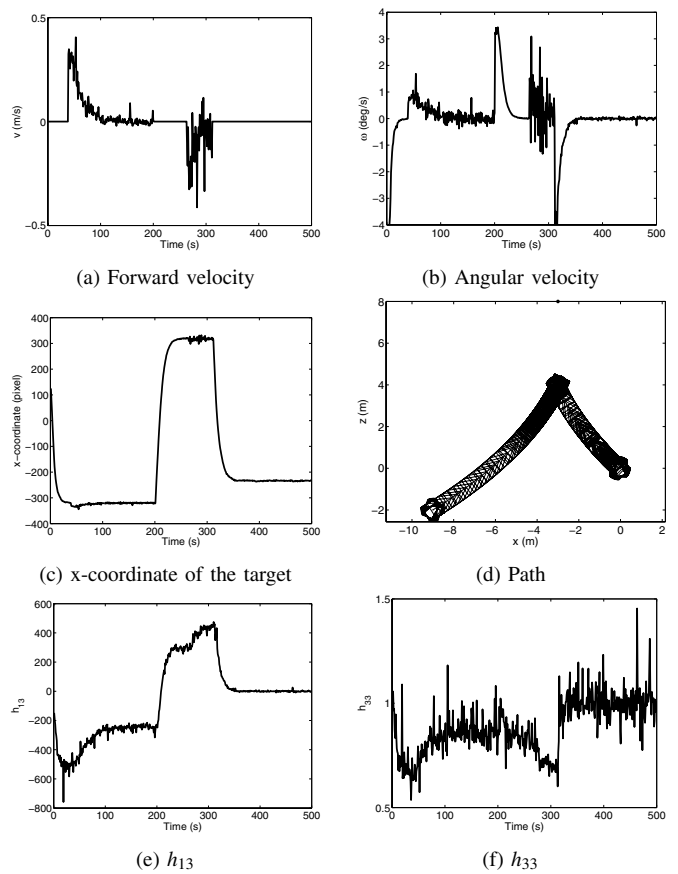 0.5
0
−0.5
0 100 200 300 400 500
v (m/s)
Time (s)
(a) Forward velocity
4
3
2
1
0
−1
−2
−3
−4
0 100 200 300 400 500
ω (deg/s)
Time (s)
(b) Angular velocity
400
300
200
100
0
−100
−200
−300
−400
0 100 200 300 400 500
x−coordinate (pixel)
Time (s)
(c) x-coordinate of the target
8
6
4
2
0
−2
−10 −8 −6 −4 −2 0 2
z (m)
x (m)
(d) Path
600
400
200
0
−200
−400
−600
−800
0 100 200 300 400 500
h13
Time (s)
(e) h13
1.5
1
0.5
0 100 200 300 400 500
h33
Time (s)
(f) h33